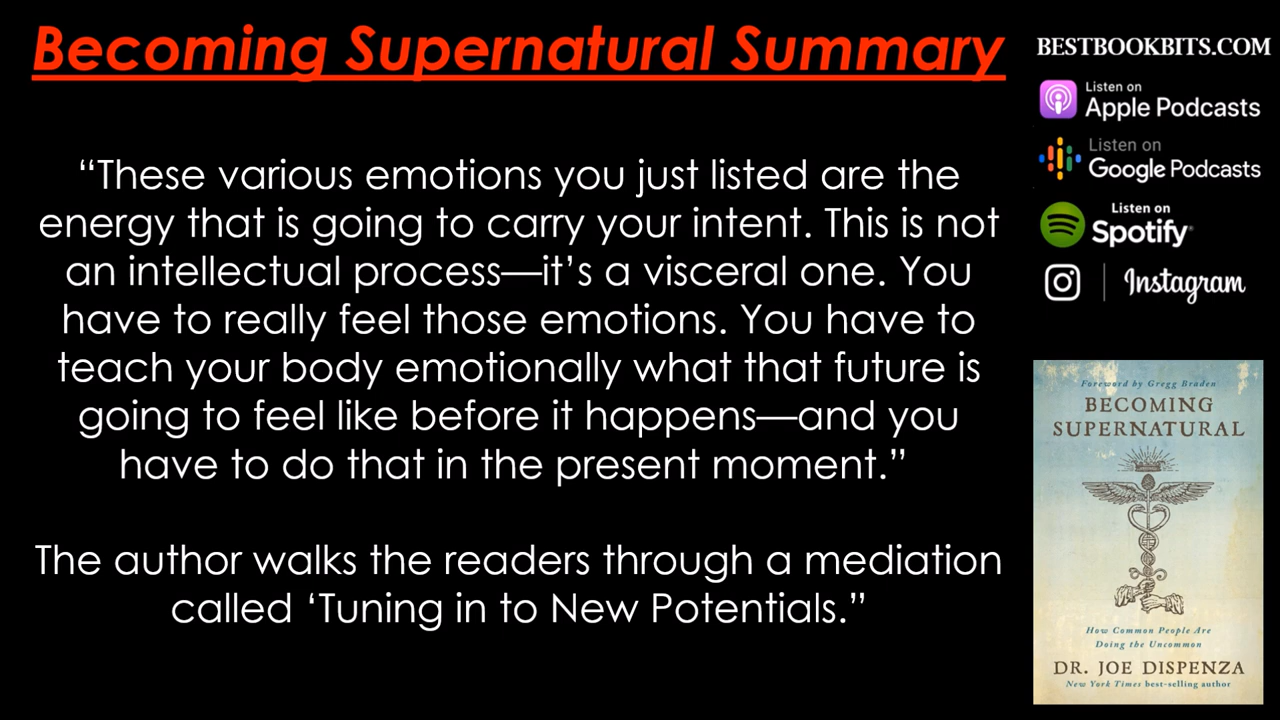 Becoming Supernatural Summary
“These various emotions you just listed are the
energy that is going to carry your intent. This is not
an intellectual process—it’s a visceral one. You
have to really feel those emotions. You have to
teach your body emotionally what that future is
going to feel like before it happens—and you
have to do that in the present moment.”
The author walks the readers through a mediation
called ‘Tuning in to New Potentials.”
BESTBOOKBITS.COM
Listen on
Apple Podcasts
Listen on
Google Podcasts
Listen on
Spotify
Instagram
Foreword by Gregg Braden
BECOMING
SUPERNATURAL
How Common People Are
Doing the Uncommon
DR. JOE DISPENZA
New York Times best-selling author